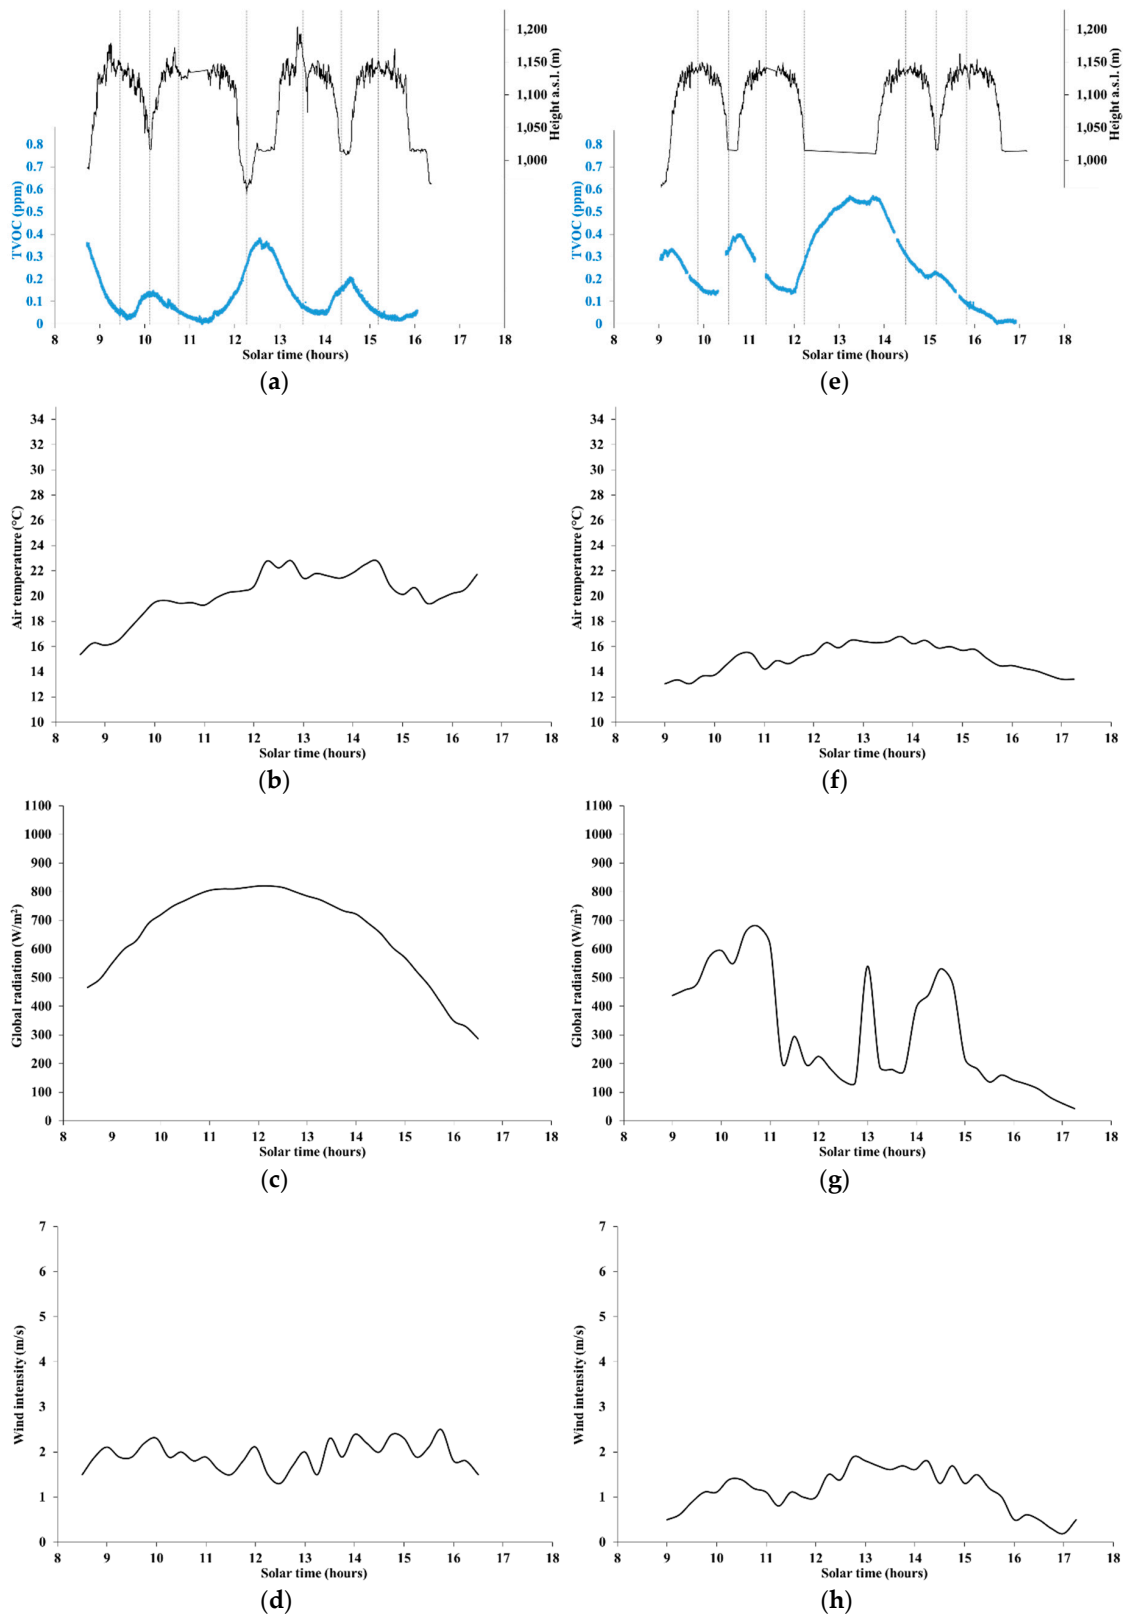 1,200
1,150
1,100
1,050
1,000
Height a.s.l. (m)
0.8
0.7
0.6
0.5
0.4
0.3
0.2
0.1
0
TVOC (ppm)
8 9 10 11 12 13 14 15 16 17 18
Solar time (hours)
(a)
1,200
1,150
1,100
1,050
1,000
Height a.s.l. (m)
0.8
0.7
0.6
0.5
0.4
0.3
0.2
0.1
0
TVOC (ppm)
8 9 10 11 12 13 14 15 16 17 18
Solar time (hours)
(e)
34
32
30
28
26
24
22
20
18
16
14
12
10
Air temperature (°C)
8 9 10 11 12 13 14 15 16 17 18
Solar time (hours)
(b)
34
32
30
28
26
24
22
20
18
16
14
12
10
Air temperature (°C)
8 9 10 11 12 13 14 15 16 17 18
Solar time (hours)
(f)
1100
1000
900
800
700
600
500
400
300
200
100
0
Global radiation (W/m²)
8 9 10 11 12 13 14 15 16 17 18
Solar time (hours)
(c)
1100
1000
900
800
700
600
500
400
300
200
100
0
Global radiation (W/m²)
8 9 10 11 12 13 14 15 16 17 18
Solar time (hours)
(g)
7
6
5
4
3
2
1
0
Wind intensity (m/s)
8 9 10 11 12 13 14 15 16 17 18
Solar time (hours)
(d)
7
6
5
4
3
2
1
0
Wind intensity (m/s)
8 9 10 11 12 13 14 15 16 17 18
Solar time (hours)
(h)